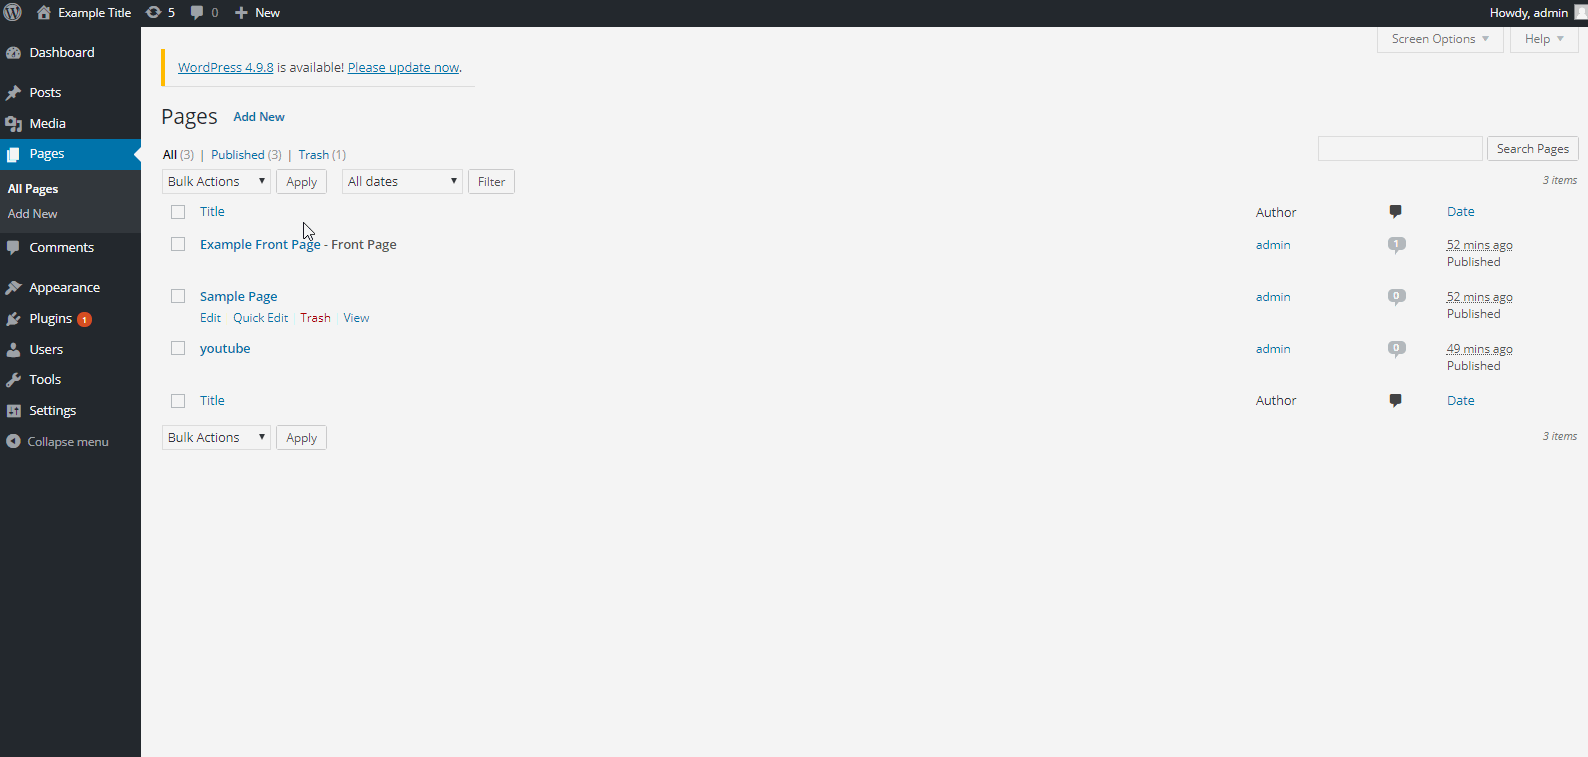 Example Title 5 0 New Howdy, admin
Screen Options Help
Dashboard
Posts
Media
Pages
All Pages
Add New
Comments
Appearance
Plugins 1
Users
Tools
Settings
Collapse menu
WordPress 4.9.8 is available! Please update now.
Pages Add New
All (3) | Published (3) | Trash (1)
Search Pages
Bulk Actions Apply All dates Filter
3 items
Title Author Date
Example Front Page - Front Page admin 1 52 mins ago
Published
Sample Page admin 0 52 mins ago
Edit Quick Edit Trash View Published
youtube admin 0 49 mins ago
Published
Title Author Date
Bulk Actions Apply 3 items